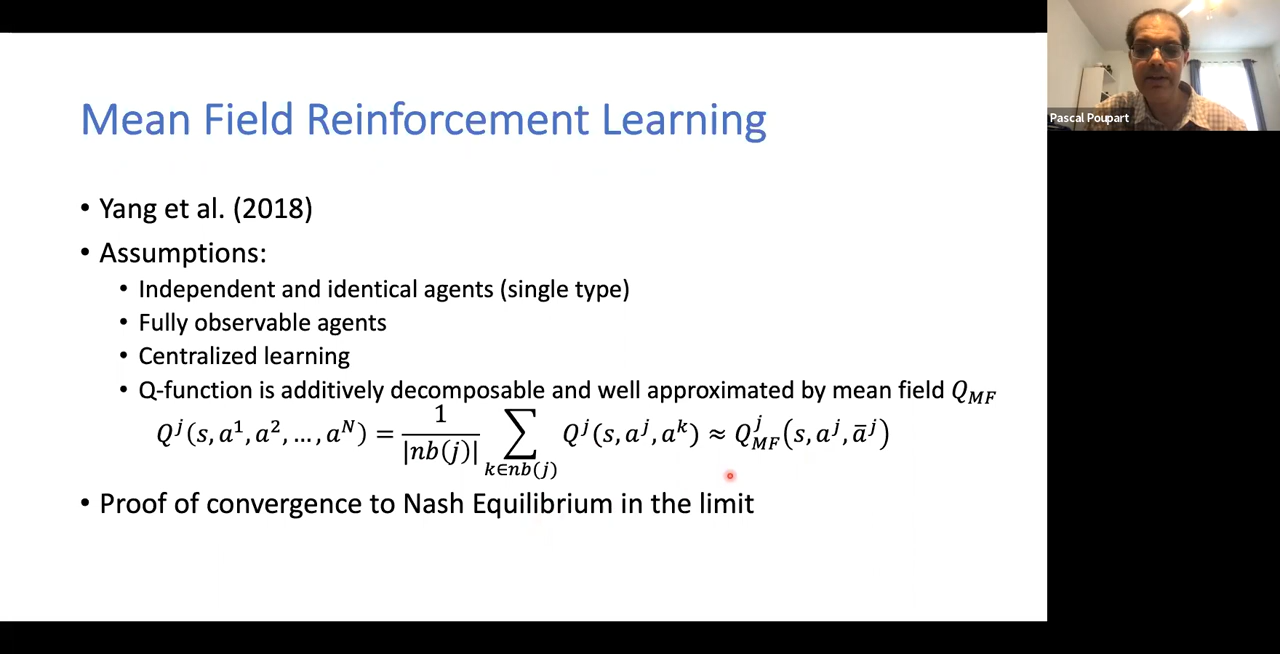 Mean Field Reinforcement Learning
Pascal Poupart
• Yang et al. (2018)
• Assumptions:
• Independent and identical agents (single type)
• Fully observable agents
• Centralized learning
• Q-function is additively decomposable and well approximated by mean field Q_MF
Q^j(s, a^1, a^2, …, a^N) = 1/|nb(j)| ∑_{k∈nb(j)} Q^j(s, a^j, a^k) ≈ Q^j_MF(s, a^j, ā^j)
• Proof of convergence to Nash Equilibrium in the limit